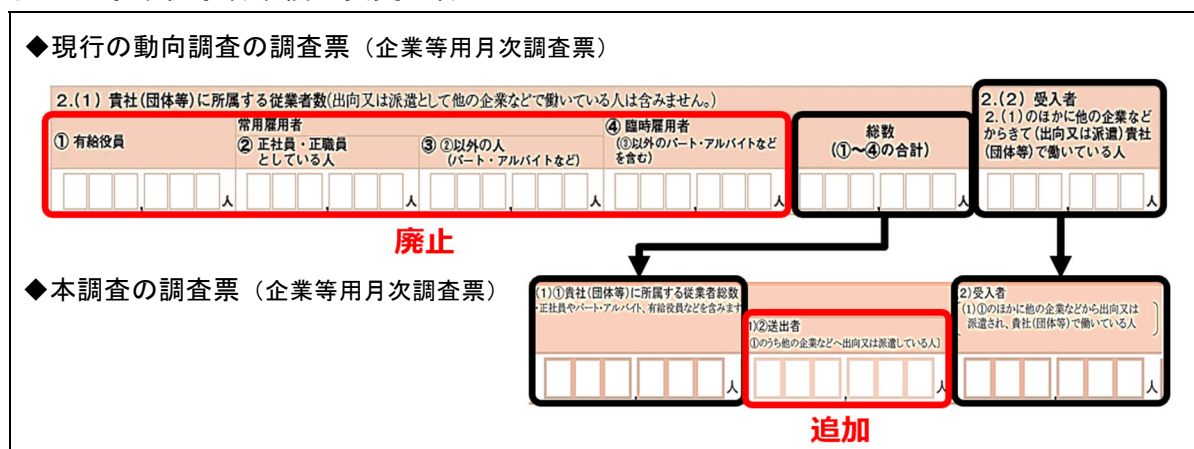 ◆現行の動向調査の調査票（企業等用月次調査票）
2.(1) 貴社(団体等)に所属する従業者数(出向又は派遣として他の企業などで働いている人は含みません。)
① 有給役員
常用雇用者
② 正社員・正職員
としている人
③ ②以外の人
(パート・アルバイトなど)
④ 臨時雇用者
(③以外のパート・アルバイトなど
を含む)
総数
(①～④の合計)
2.(2) 受入者
2.(1)のほかに他の企業など
からきて(出向又は派遣)貴社
(団体等)で働いている人
, 人
, 人
, 人
, 人
, 人
, 人
廃止
◆本調査の調査票（企業等用月次調査票）
(1)①貴社(団体等)に所属する従業者総数
・正社員やパート・アルバイト、有給役員などを含みます
1)②送出者
①のうち他の企業などへ出向又は派遣している人]
2)受入者
(1)①のほかに他の企業などから出向又は
派遣され、貴社(団体等)で働いている人
, 人
, 人
, 人
追加